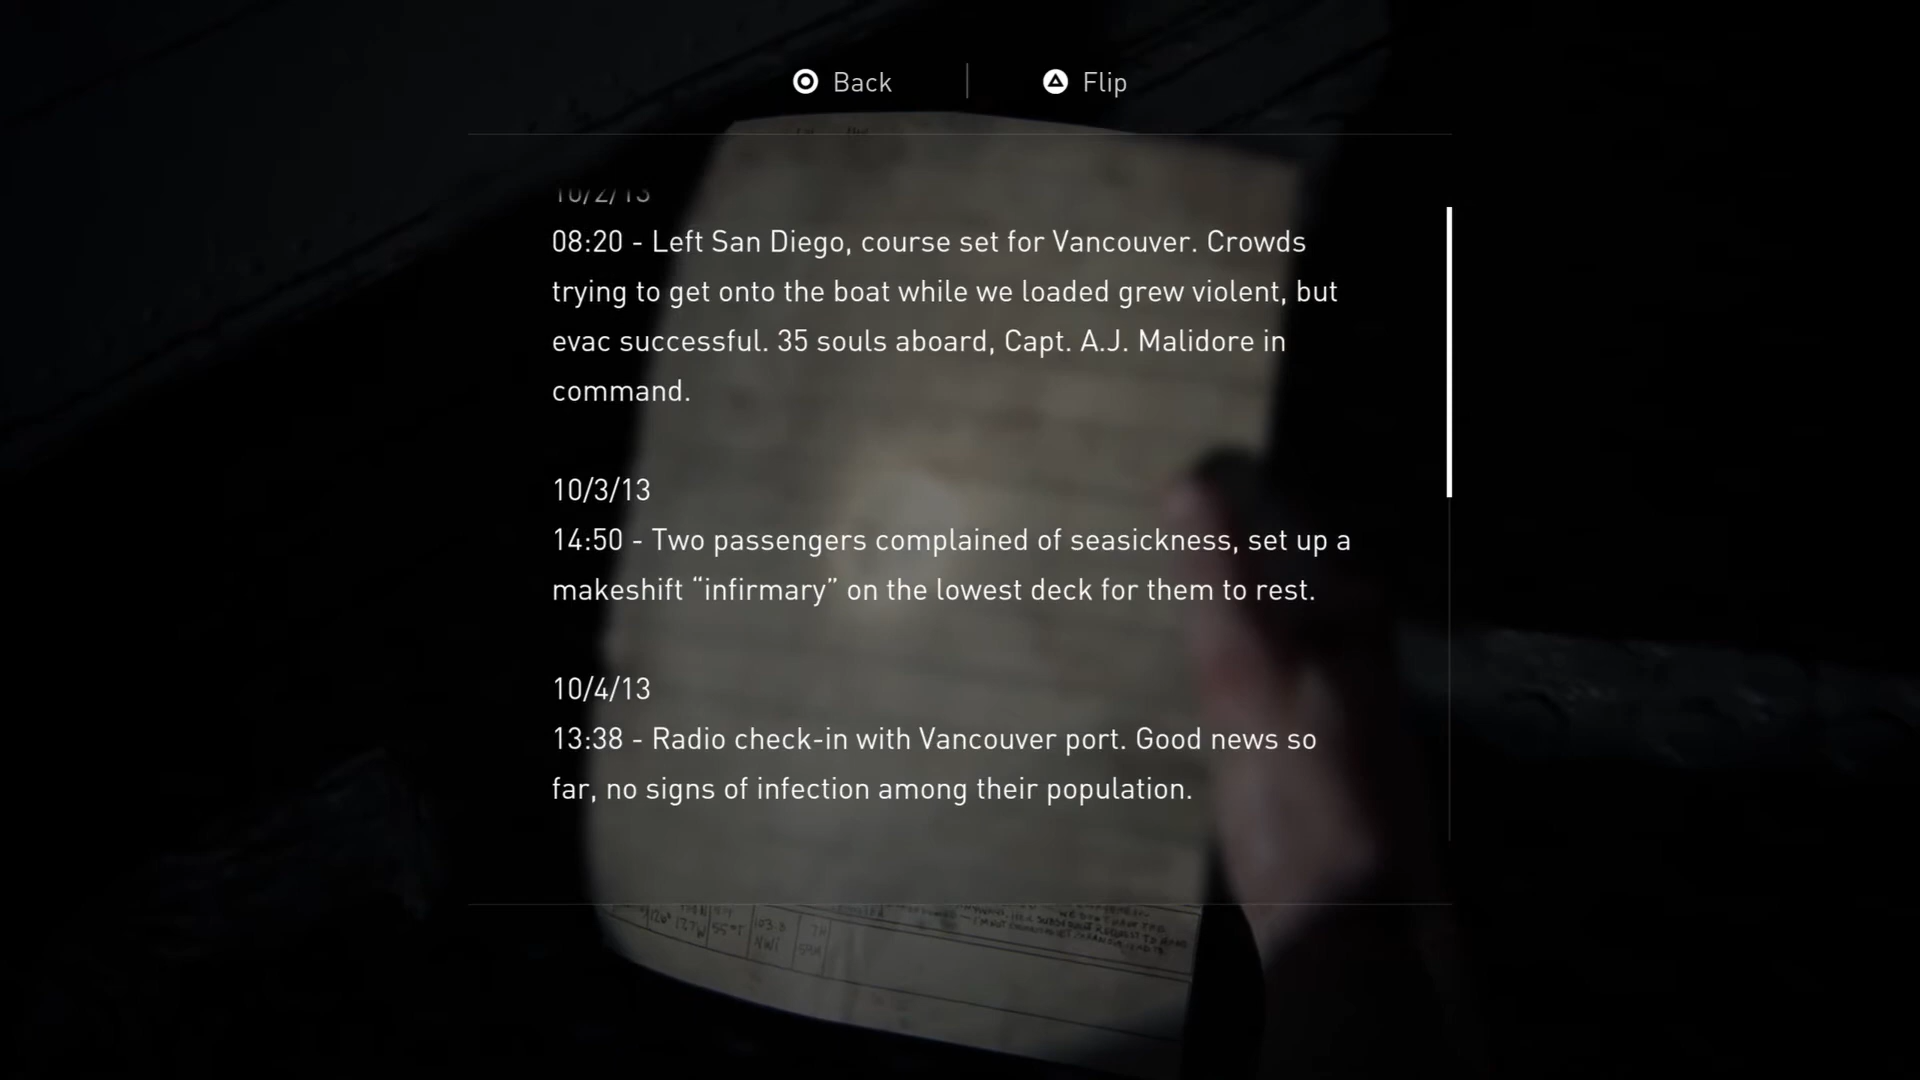 Back
Flip
10/2/13
08:20 - Left San Diego, course set for Vancouver. Crowds
trying to get onto the boat while we loaded grew violent, but
evac successful. 35 souls aboard, Capt. A.J. Malidore in
command.
10/3/13
14:50 - Two passengers complained of seasickness, set up a
makeshift “infirmary” on the lowest deck for them to rest.
10/4/13
13:38 - Radio check-in with Vancouver port. Good news so
far, no signs of infection among their population.